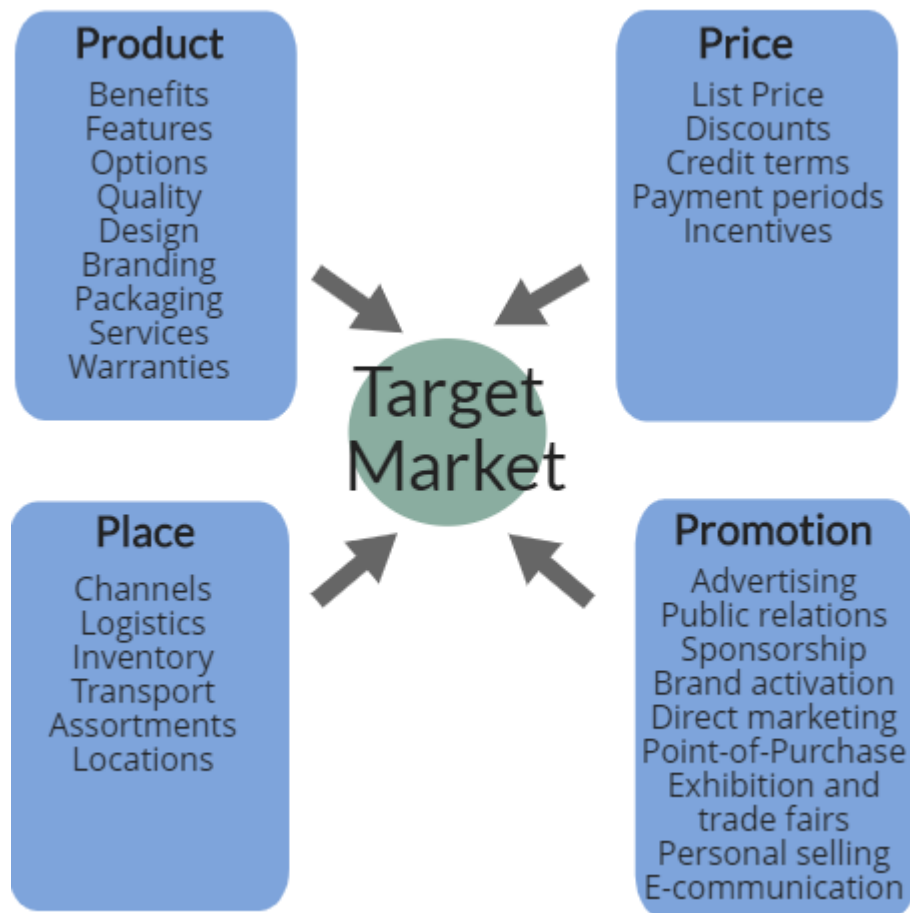 Product
Benefits
Features
Options
Quality
Design
Branding
Packaging
Services
Warranties
Price
List Price
Discounts
Credit terms
Payment periods
Incentives
Target
Market
Place
Channels
Logistics
Inventory
Transport
Assortments
Locations
Promotion
Advertising
Public relations
Sponsorship
Brand activation
Direct marketing
Point-of-Purchase
Exhibition and
trade fairs
Personal selling
E-communication